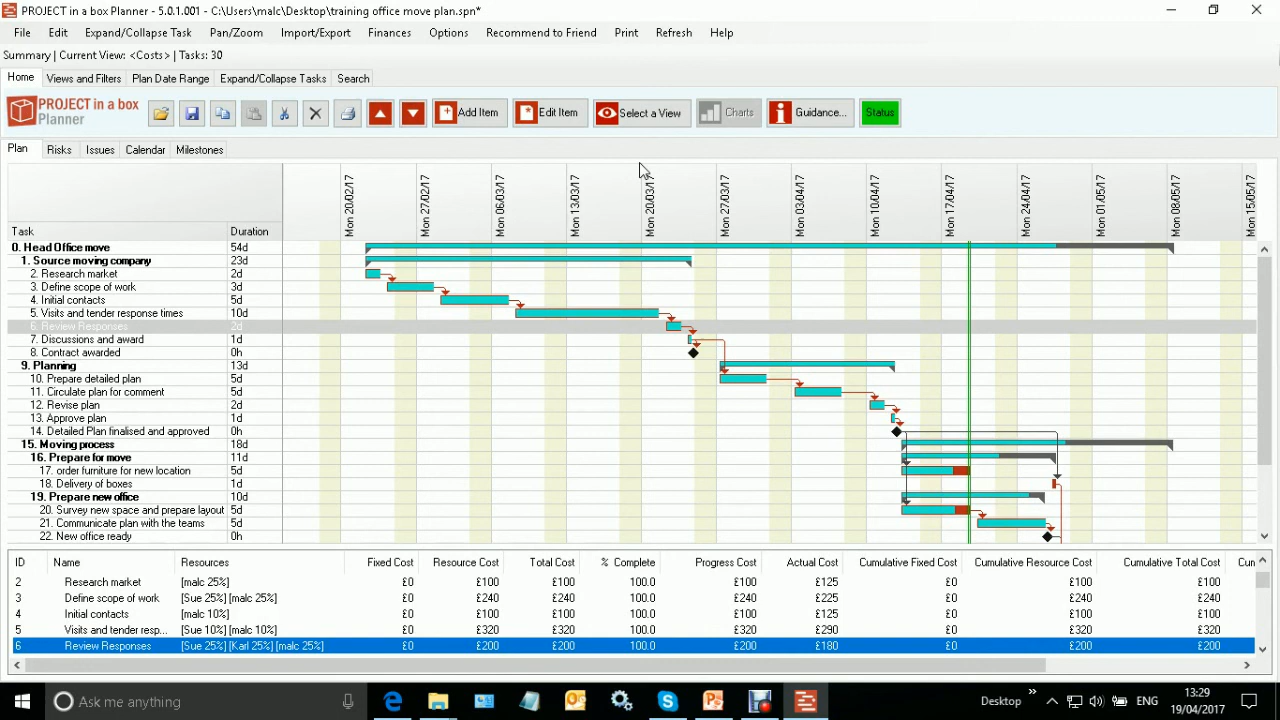 PROJECT in a box Planner - 5.0.1.001 - C:\Users\malc\Desktop\training office move plan.spn*
File Edit Expand/Collapse Task Pan/Zoom Import/Export Finances Options Recommend to Friend Print Refresh Help
Summary | Current View: <Costs> | Tasks: 30
Home Views and Filters Plan Date Range Expand/Collapse Tasks Search
PROJECT in a box
Planner
Add Item Edit Item Select a View Charts Guidance... Status
Plan Risks Issues Calendar Milestones
Mon 20/02/17 Mon 27/02/17 Mon 06/03/17 Mon 13/03/17 Mon 20/03/17 Mon 27/03/17 Mon 03/04/17 Mon 10/04/17 Mon 17/04/17 Mon 24/04/17 Mon 01/05/17 Mon 08/05/17 Mon 15/05/17
Task Duration
0. Head Office move 54d
1. Source moving company 23d
2. Research market 2d
3. Define scope of work 3d
4. Initial contacts 5d
5. Visits and tender response times 10d
6. Review Responses 2d
7. Discussions and award 1d
8. Contract awarded 0h
9. Planning 13d
10. Prepare detailed plan 5d
11. Circulate plan for comment 5d
12. Revise plan 2d
13. Approve plan 1d
14. Detailed Plan finalised and approved 0h
15. Moving process 18d
16. Prepare for move 11d
17. order furniture for new location 5d
18. Delivery of boxes 1d
19. Prepare new office 10d
20. Survey new space and prepare layout 5d
21. Communicate plan with the teams 5d
22. New office ready 0h
ID Name Resources Fixed Cost Resource Cost Total Cost % Complete Progress Cost Actual Cost Cumulative Fixed Cost Cumulative Resource Cost Cumulative Total Cost Cum
2 Research market [malc 25%] £0 £100 £100 100.0 £100 £125 £0 £100 £100
3 Define scope of work [Sue 25%] [malc 25%] £0 £240 £240 100.0 £240 £225 £0 £240 £240
4 Initial contacts [malc 10%] £0 £100 £100 100.0 £100 £125 £0 £100 £100
5 Visits and tender resp... [Sue 10%] [malc 10%] £0 £320 £320 100.0 £320 £290 £0 £320 £320
6 Review Responses [Sue 25%] [Karl 25%] [malc 25%] £0 £200 £200 100.0 £200 £180 £0 £200 £200
Ask me anything Desktop ENG 13:29
19/04/2017